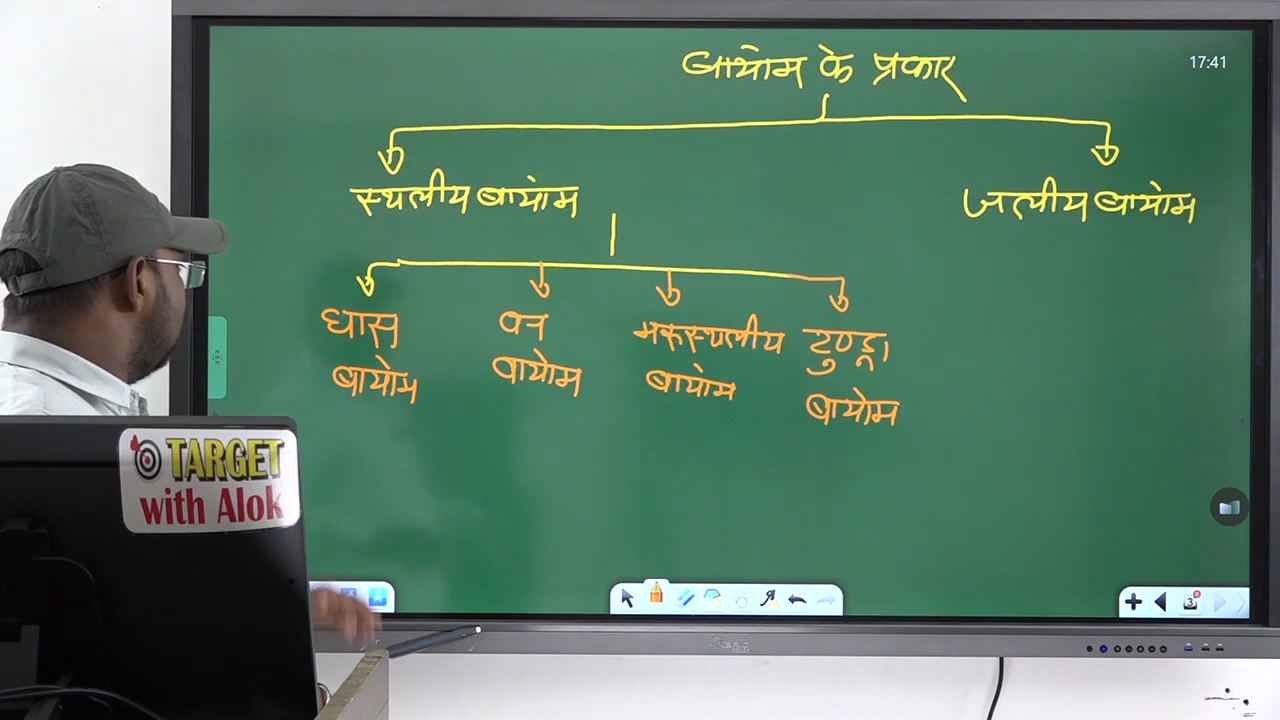 बायोम के प्रकार
17:41
स्थलीय बायोम
जलीय बायोम
घास
बायोम
वन
बायोम
मरूस्थलीय
बायोम
टुण्ड्रा
बायोम
TARGET
with Alok